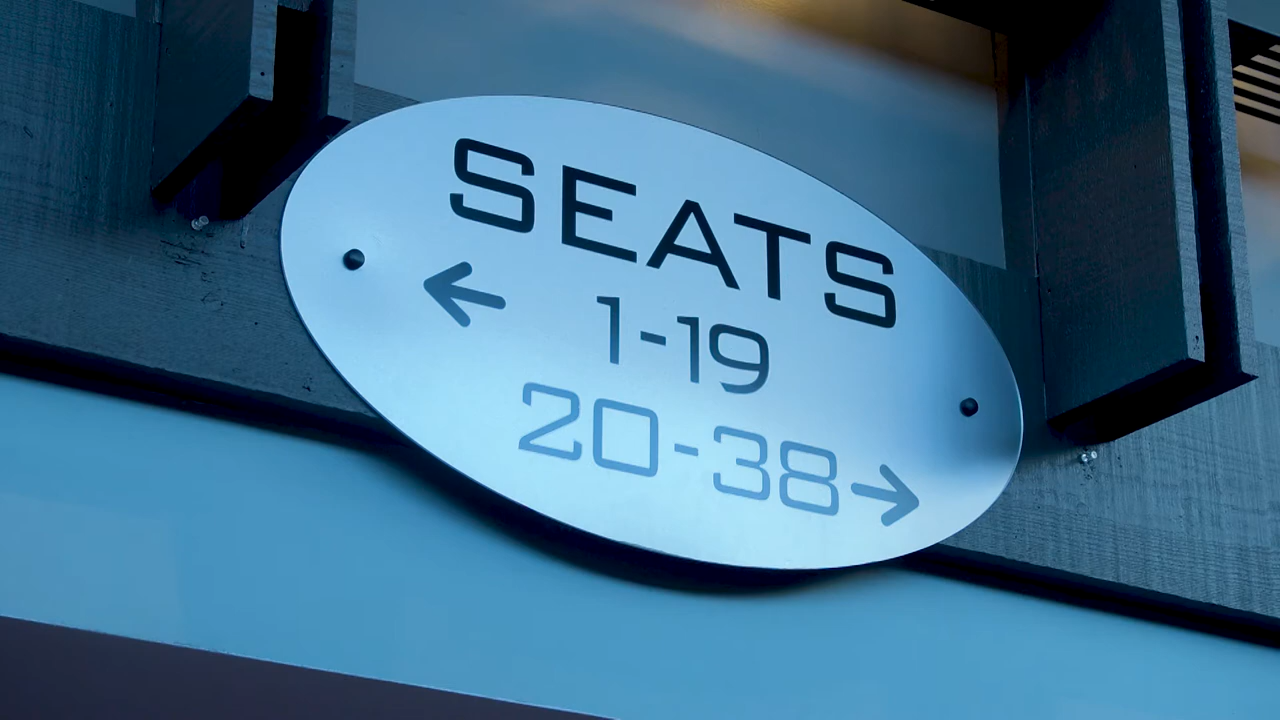 SEATS
← 1-19
20-38 →